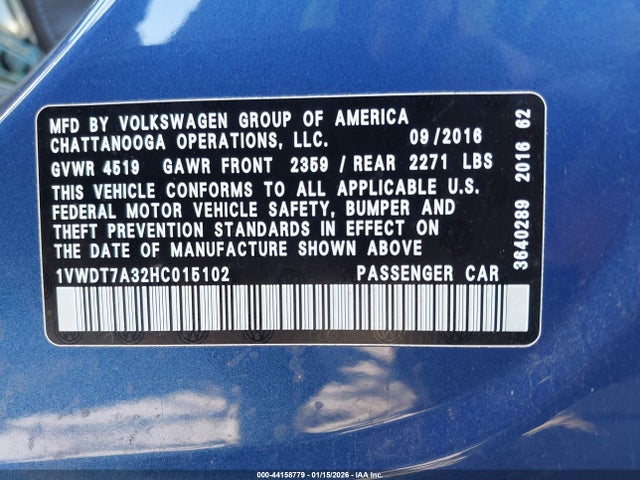 MFD BY VOLKSWAGEN GROUP OF AMERICA
CHATTANOOGA OPERATIONS, LLC. 09/2016
GVWR 4519 GAWR FRONT 2359 / REAR 2271 LBS
THIS VEHICLE CONFORMS TO ALL APPLICABLE U.S.
FEDERAL MOTOR VEHICLE SAFETY, BUMPER AND
THEFT PREVENTION STANDARDS IN EFFECT ON
THE DATE OF MANUFACTURE SHOWN ABOVE
1VWDT7A32HC015102 PASSENGER CAR
3640289 2016 62
000-44158779 - 01/15/2026 - IAA Inc.